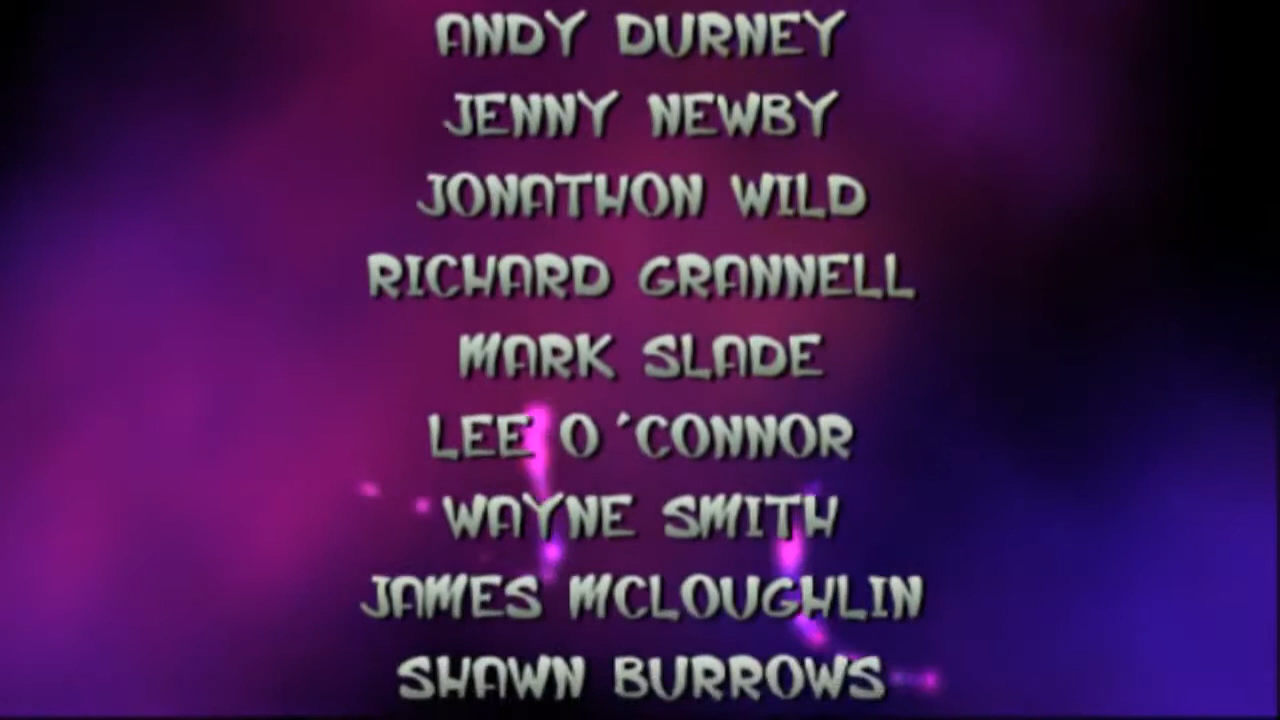 ANDY DURNEY
JENNY NEWBY
JONATHON WILD
RICHARD GRANNELL
MARK SLADE
LEE O 'CONNOR
WAYNE SMITH
JAMES MCLOUGHLIN
SHAWN BURROWS